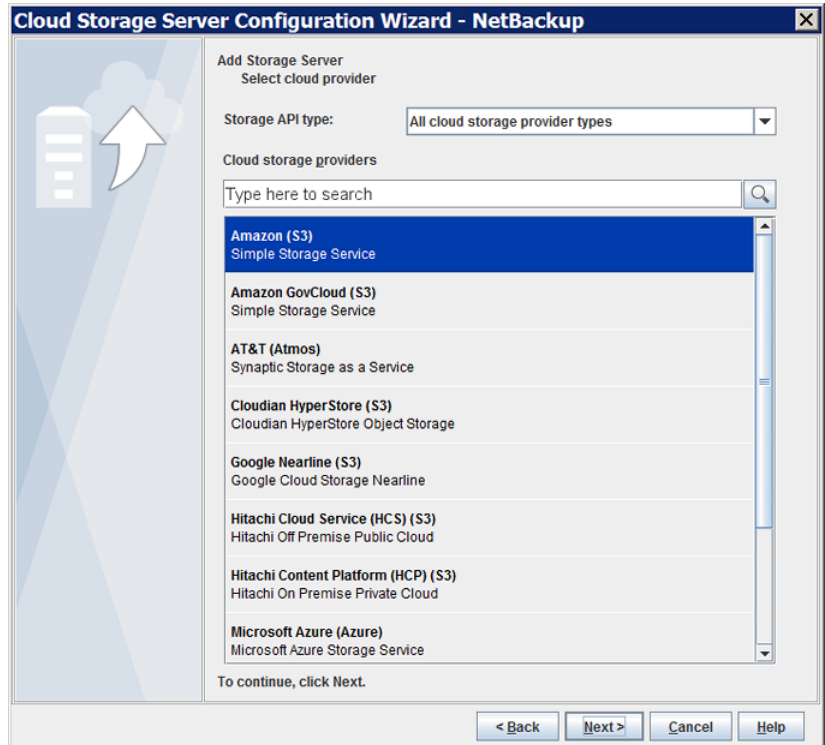 Cloud Storage Server Configuration Wizard - NetBackup
Add Storage Server
Select cloud provider
Storage API type:
All cloud storage provider types
Cloud storage providers
Type here to search
Amazon (S3)
Simple Storage Service
Amazon GovCloud (S3)
Simple Storage Service
AT&T (Atmos)
Synaptic Storage as a Service
Cloudian HyperStore (S3)
Cloudian HyperStore Object Storage
Google Nearline (S3)
Google Cloud Storage Nearline
Hitachi Cloud Service (HCS) (S3)
Hitachi Off Premise Public Cloud
Hitachi Content Platform (HCP) (S3)
Hitachi On Premise Private Cloud
Microsoft Azure (Azure)
Microsoft Azure Storage Service
To continue, click Next.
< Back
Next >
Cancel
Help